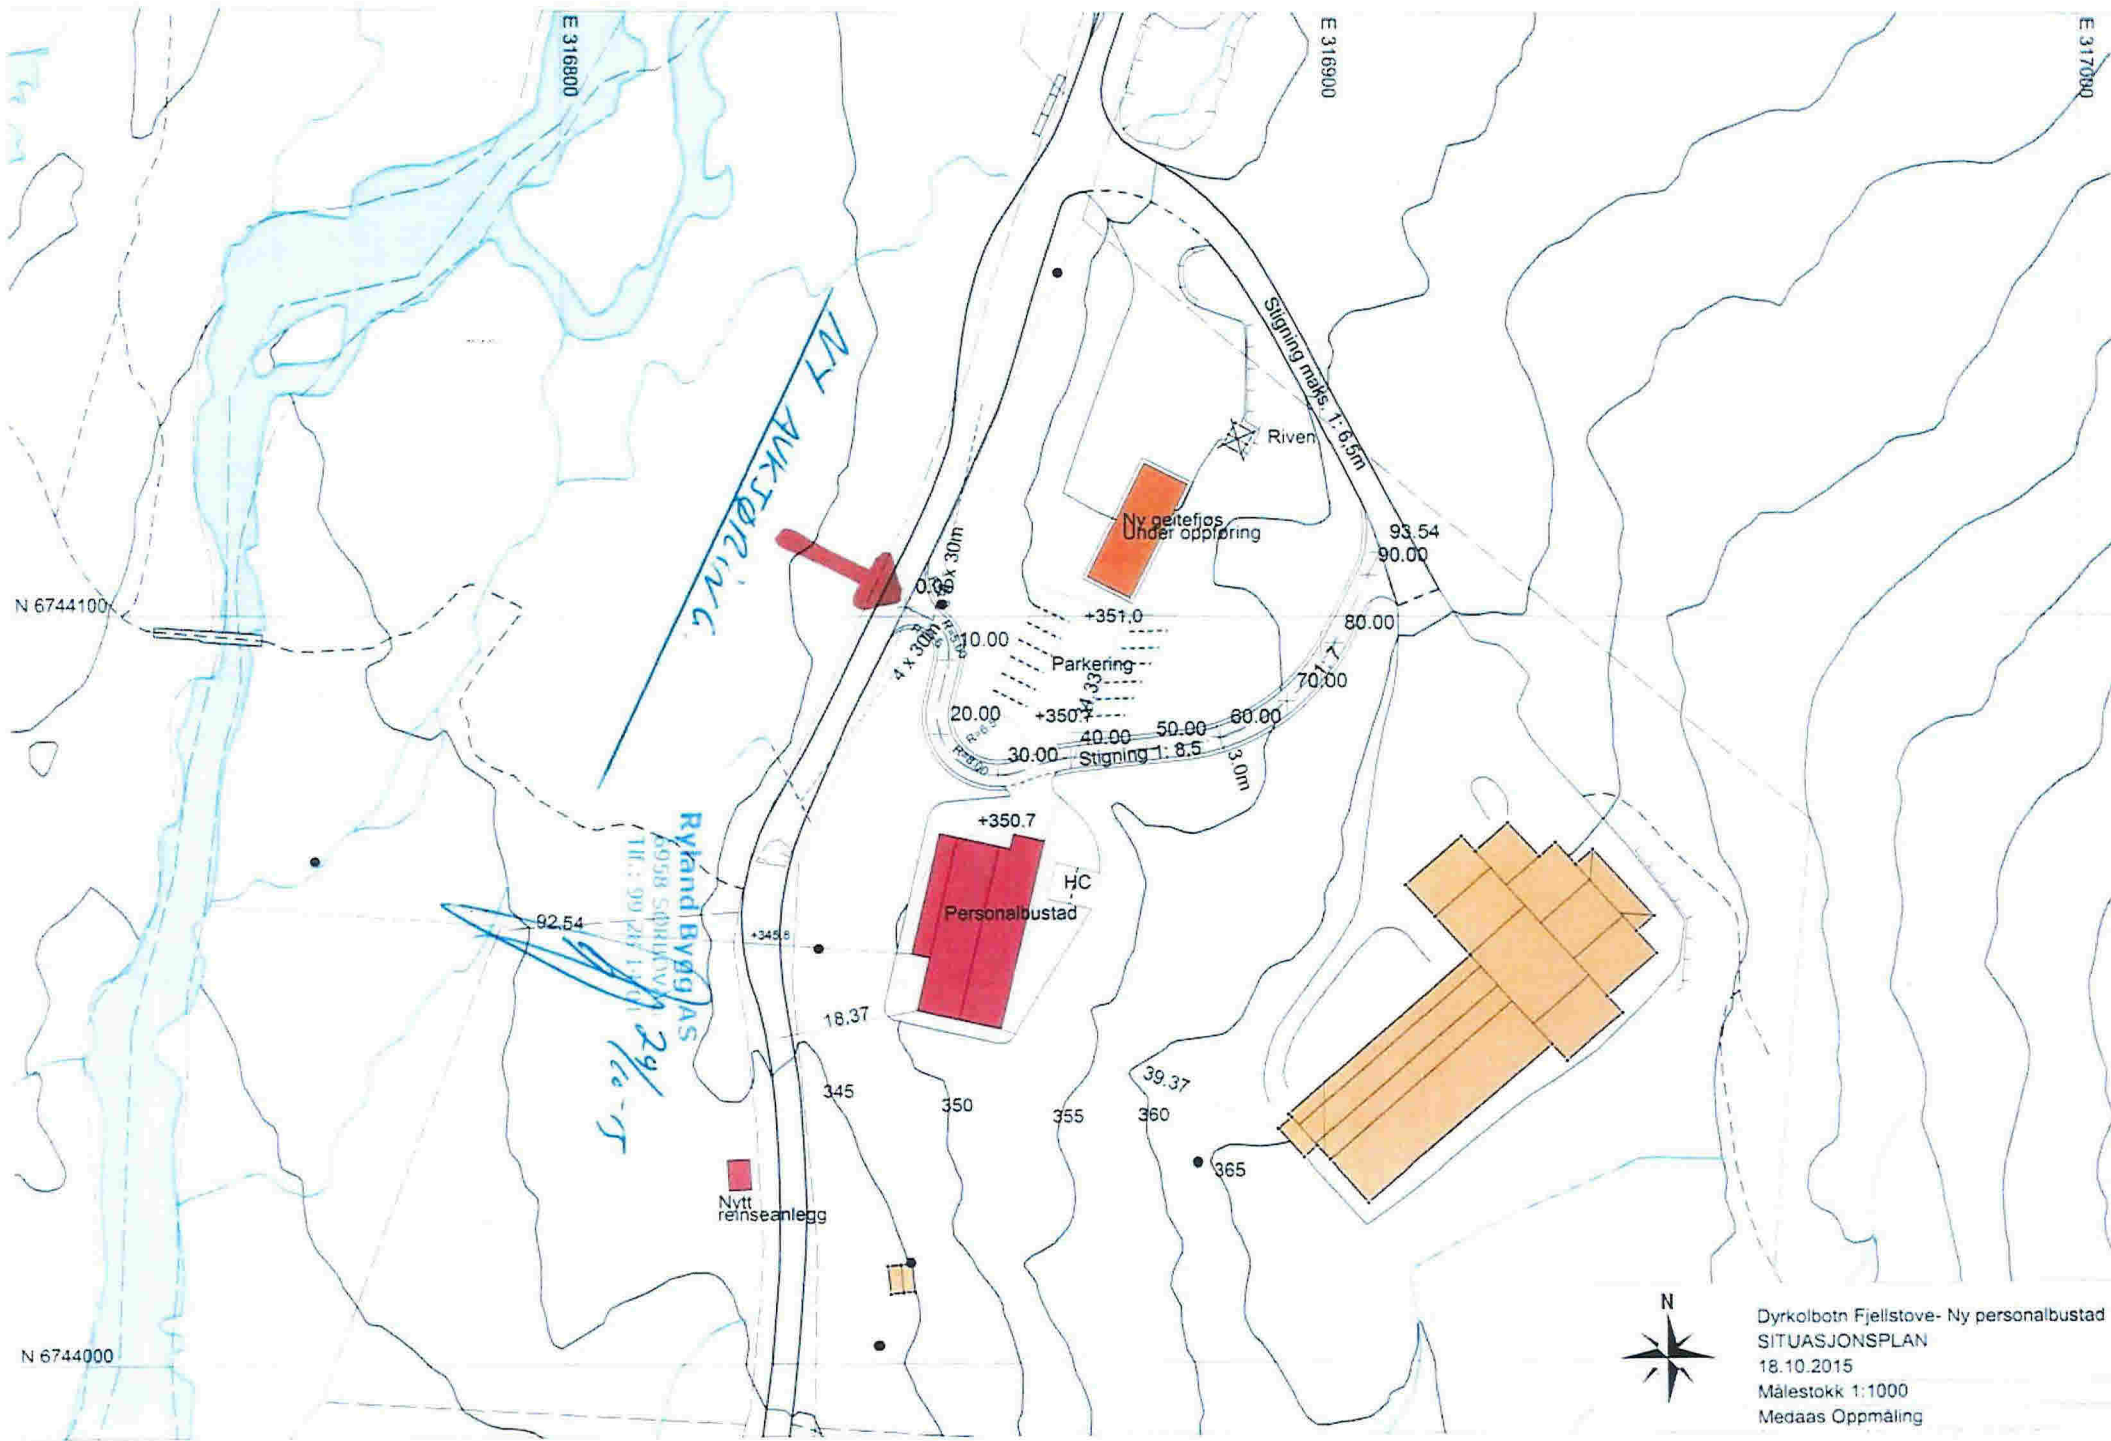 E 316800
E 316900
E 317000
NY AVKJØRING
Stigning maks. 1: 6,5m
Riven
Ny geitefjøs
Under oppføring
93.54
90.00
N 6744100
x 30m
4 x 30m
10.00
+351.0
80.00
Parkering
1: 7
70.00
20.00
+350.
60.00
50.00
40.00
30.00
Stigning 1: 8.5
3.0m
R=8.00
+350.7
HC
Personalbustad
Ryland Bygg AS
92.54
+345.8
18.37
345
350
355
360
39.37
365
Nytt
reinseanlegg
N 6744000
N
Dyrkolbotn Fjellstove- Ny personalbustad
SITUASJONSPLAN
18.10.2015
Målestokk 1:1000
Medaas Oppmåling